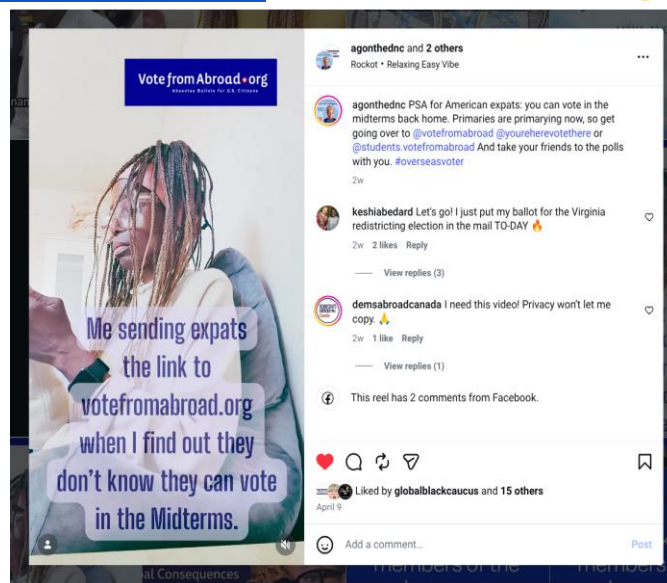 VotefromAbroad.org
Absentee Ballots for U.S. Citizens
Me sending expats
the link to
votefromabroad.org
when I find out they
don't know they can vote
in the Midterms.
agonthednc and 2 others
Rockot • Relaxing Easy Vibe
agonthednc PSA for American expats: you can vote in the
midterms back home. Primaries are primarying now, so get
going over to @votefromabroad @youreherevotethere or
@students.votefromabroad And take your friends to the polls
with you. #overseasvoter
2w
keshiabedard Let's go! I just put my ballot for the Virginia
redistricting election in the mail TO-DAY 🔥
2w 2 likes Reply
View replies (3)
demsabroadcanada I need this video! Privacy won't let me
copy. 🙏
2w 1 like Reply
View replies (1)
This reel has 2 comments from Facebook.
Liked by globalblackcaucus and 15 others
April 9
Add a comment...
Post
al Consequences
members of the